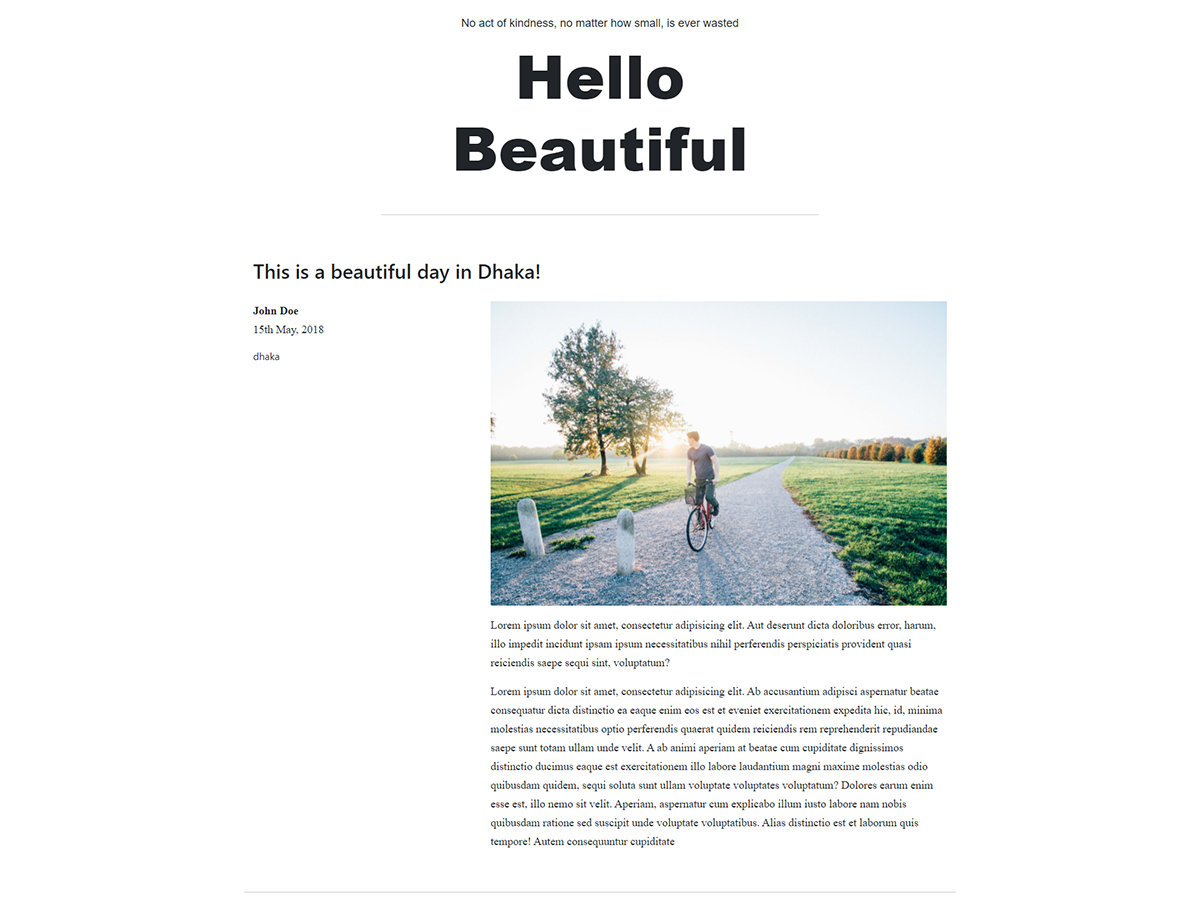 No act of kindness, no matter how small, is ever wasted
Hello
Beautiful
This is a beautiful day in Dhaka!
John Doe
15th May, 2018
dhaka
Lorem ipsum dolor sit amet, consectetur adipisicing elit. Aut deserunt dicta doloribus error, harum,
illo impedit incidunt ipsam ipsum necessitatibus nihil perferendis perspiciatis provident quasi
reiciendis saepe sequi sint, voluptatum?
Lorem ipsum dolor sit amet, consectetur adipisicing elit. Ab accusantium adipisci aspernatur beatae
consequatur dicta distinctio ea eaque enim eos est et eveniet exercitationem expedita hic, id, minima
molestias necessitatibus optio perferendis quaerat quidem reiciendis rem reprehenderit repudiandae
saepe sunt totam ullam unde velit. A ab animi aperiam at beatae cum cupiditate dignissimos
distinctio ducimus eaque est exercitationem illo labore laudantium magni maxime molestias odio
quibusdam quidem, sequi soluta sunt ullam voluptate voluptates voluptatum? Dolores earum enim
esse est, illo nemo sit velit. Aperiam, aspernatur cum explicabo illum iusto labore nam nobis
quibusdam ratione sed suscipit unde voluptate voluptatibus. Alias distinctio est et laborum quis
tempore! Autem consequuntur cupiditate